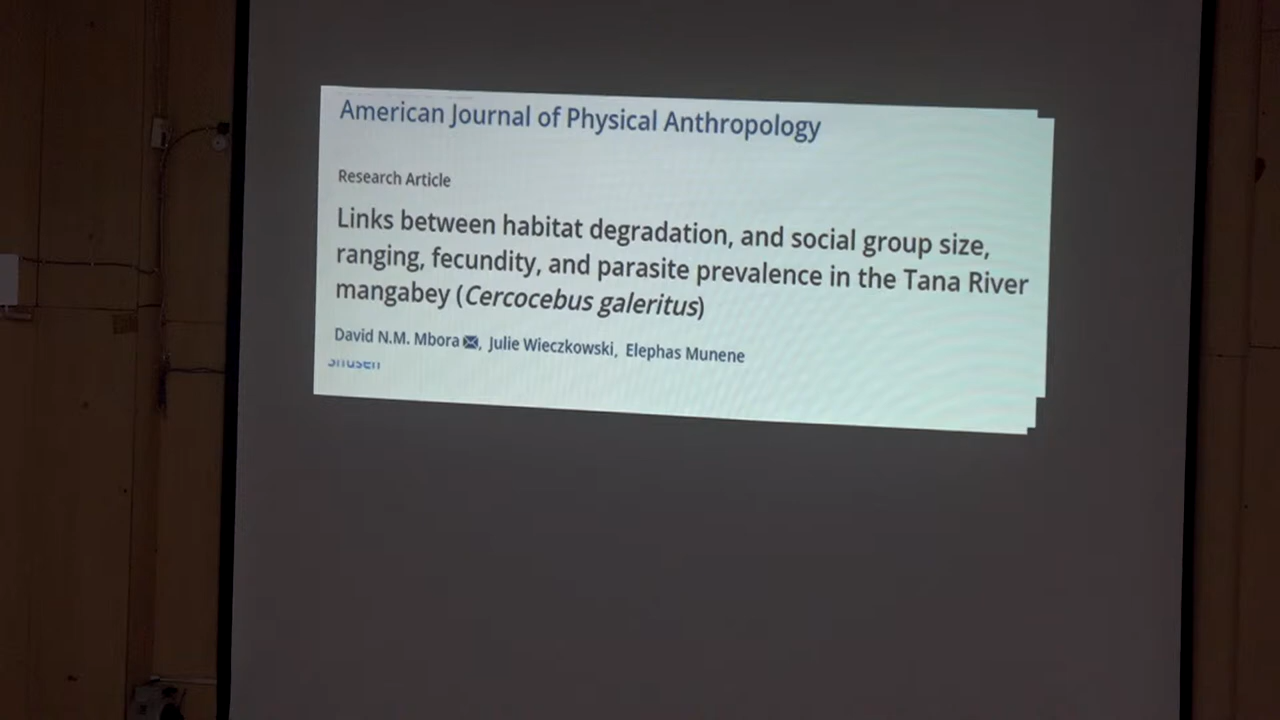 American Journal of Physical Anthropology
Research Article
Links between habitat degradation, and social group size,
ranging, fecundity, and parasite prevalence in the Tana River
mangabey (Cercocebus galeritus)
David N.M. Mbora, Julie Wieczkowski, Elephas Munene